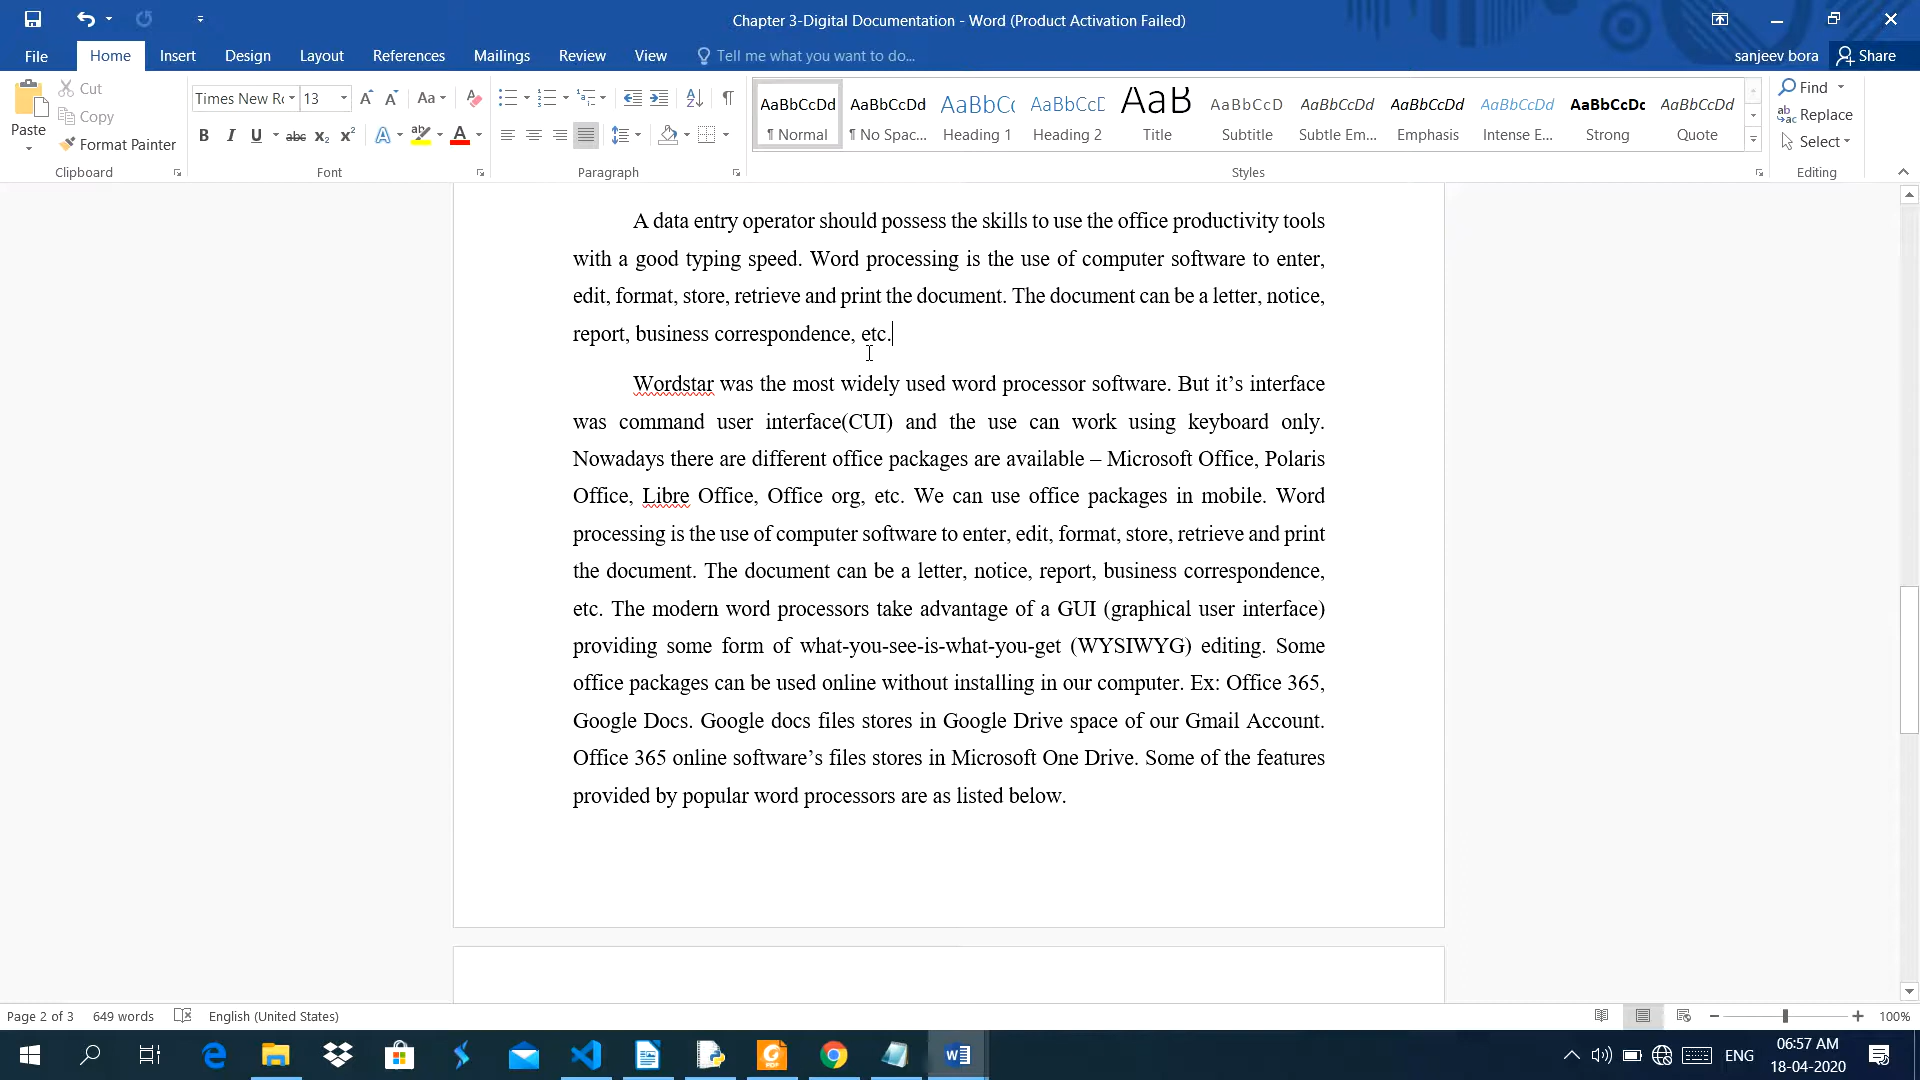 Chapter 3-Digital Documentation - Word (Product Activation Failed)
File Home Insert Design Layout References Mailings Review View Tell me what you want to do... sanjeev bora Share
Paste Cut Copy Format Painter
Times New Ro 13 Aa
B I U abc X₂ X² A ab A
AaBbCcDd AaBbCcDd AaBbCc AaBbCcD AaB AaBbCcD AaBbCcDd AaBbCcDd AaBbCcDd AaBbCcDc AaBbCcDd
¶ Normal ¶ No Spac... Heading 1 Heading 2 Title Subtitle Subtle Em... Emphasis Intense E... Strong Quote
Find
Replace
Select
Clipboard Font Paragraph Styles Editing
A data entry operator should possess the skills to use the office productivity tools
with a good typing speed. Word processing is the use of computer software to enter,
edit, format, store, retrieve and print the document. The document can be a letter, notice,
report, business correspondence, etc.
Wordstar was the most widely used word processor software. But it’s interface
was command user interface(CUI) and the use can work using keyboard only.
Nowadays there are different office packages are available – Microsoft Office, Polaris
Office, Libre Office, Office org, etc. We can use office packages in mobile. Word
processing is the use of computer software to enter, edit, format, store, retrieve and print
the document. The document can be a letter, notice, report, business correspondence,
etc. The modern word processors take advantage of a GUI (graphical user interface)
providing some form of what-you-see-is-what-you-get (WYSIWYG) editing. Some
office packages can be used online without installing in our computer. Ex: Office 365,
Google Docs. Google docs files stores in Google Drive space of our Gmail Account.
Office 365 online software’s files stores in Microsoft One Drive. Some of the features
provided by popular word processors are as listed below.
Page 2 of 3 649 words English (United States) 100%
ENG 06:57 AM
18-04-2020